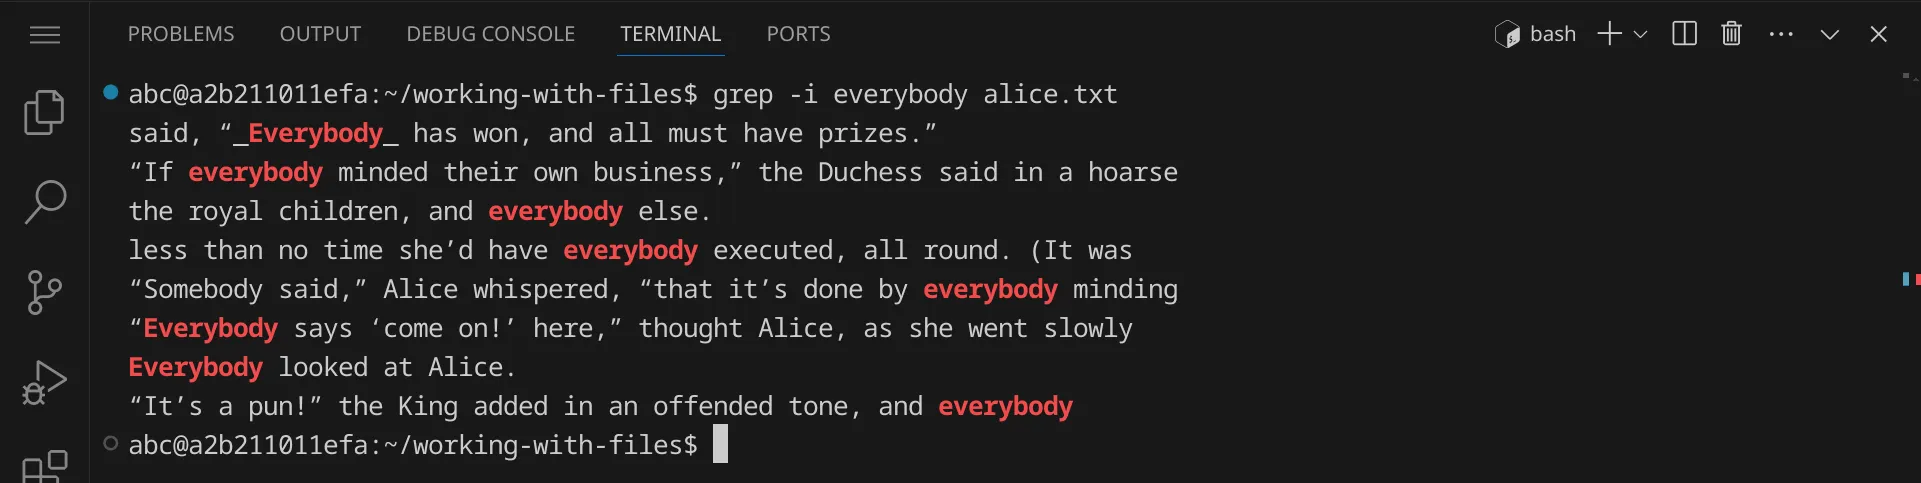 PROBLEMS OUTPUT DEBUG CONSOLE TERMINAL PORTS bash
abc@a2b211011efa:~/working-with-files$ grep -i everybody alice.txt
said, “_Everybody_ has won, and all must have prizes.”
“If everybody minded their own business,” the Duchess said in a hoarse
the royal children, and everybody else.
less than no time she’d have everybody executed, all round. (It was
“Somebody said,” Alice whispered, “that it’s done by everybody minding
“Everybody says ‘come on!’ here,” thought Alice, as she went slowly
Everybody looked at Alice.
“It’s a pun!” the King added in an offended tone, and everybody
abc@a2b211011efa:~/working-with-files$